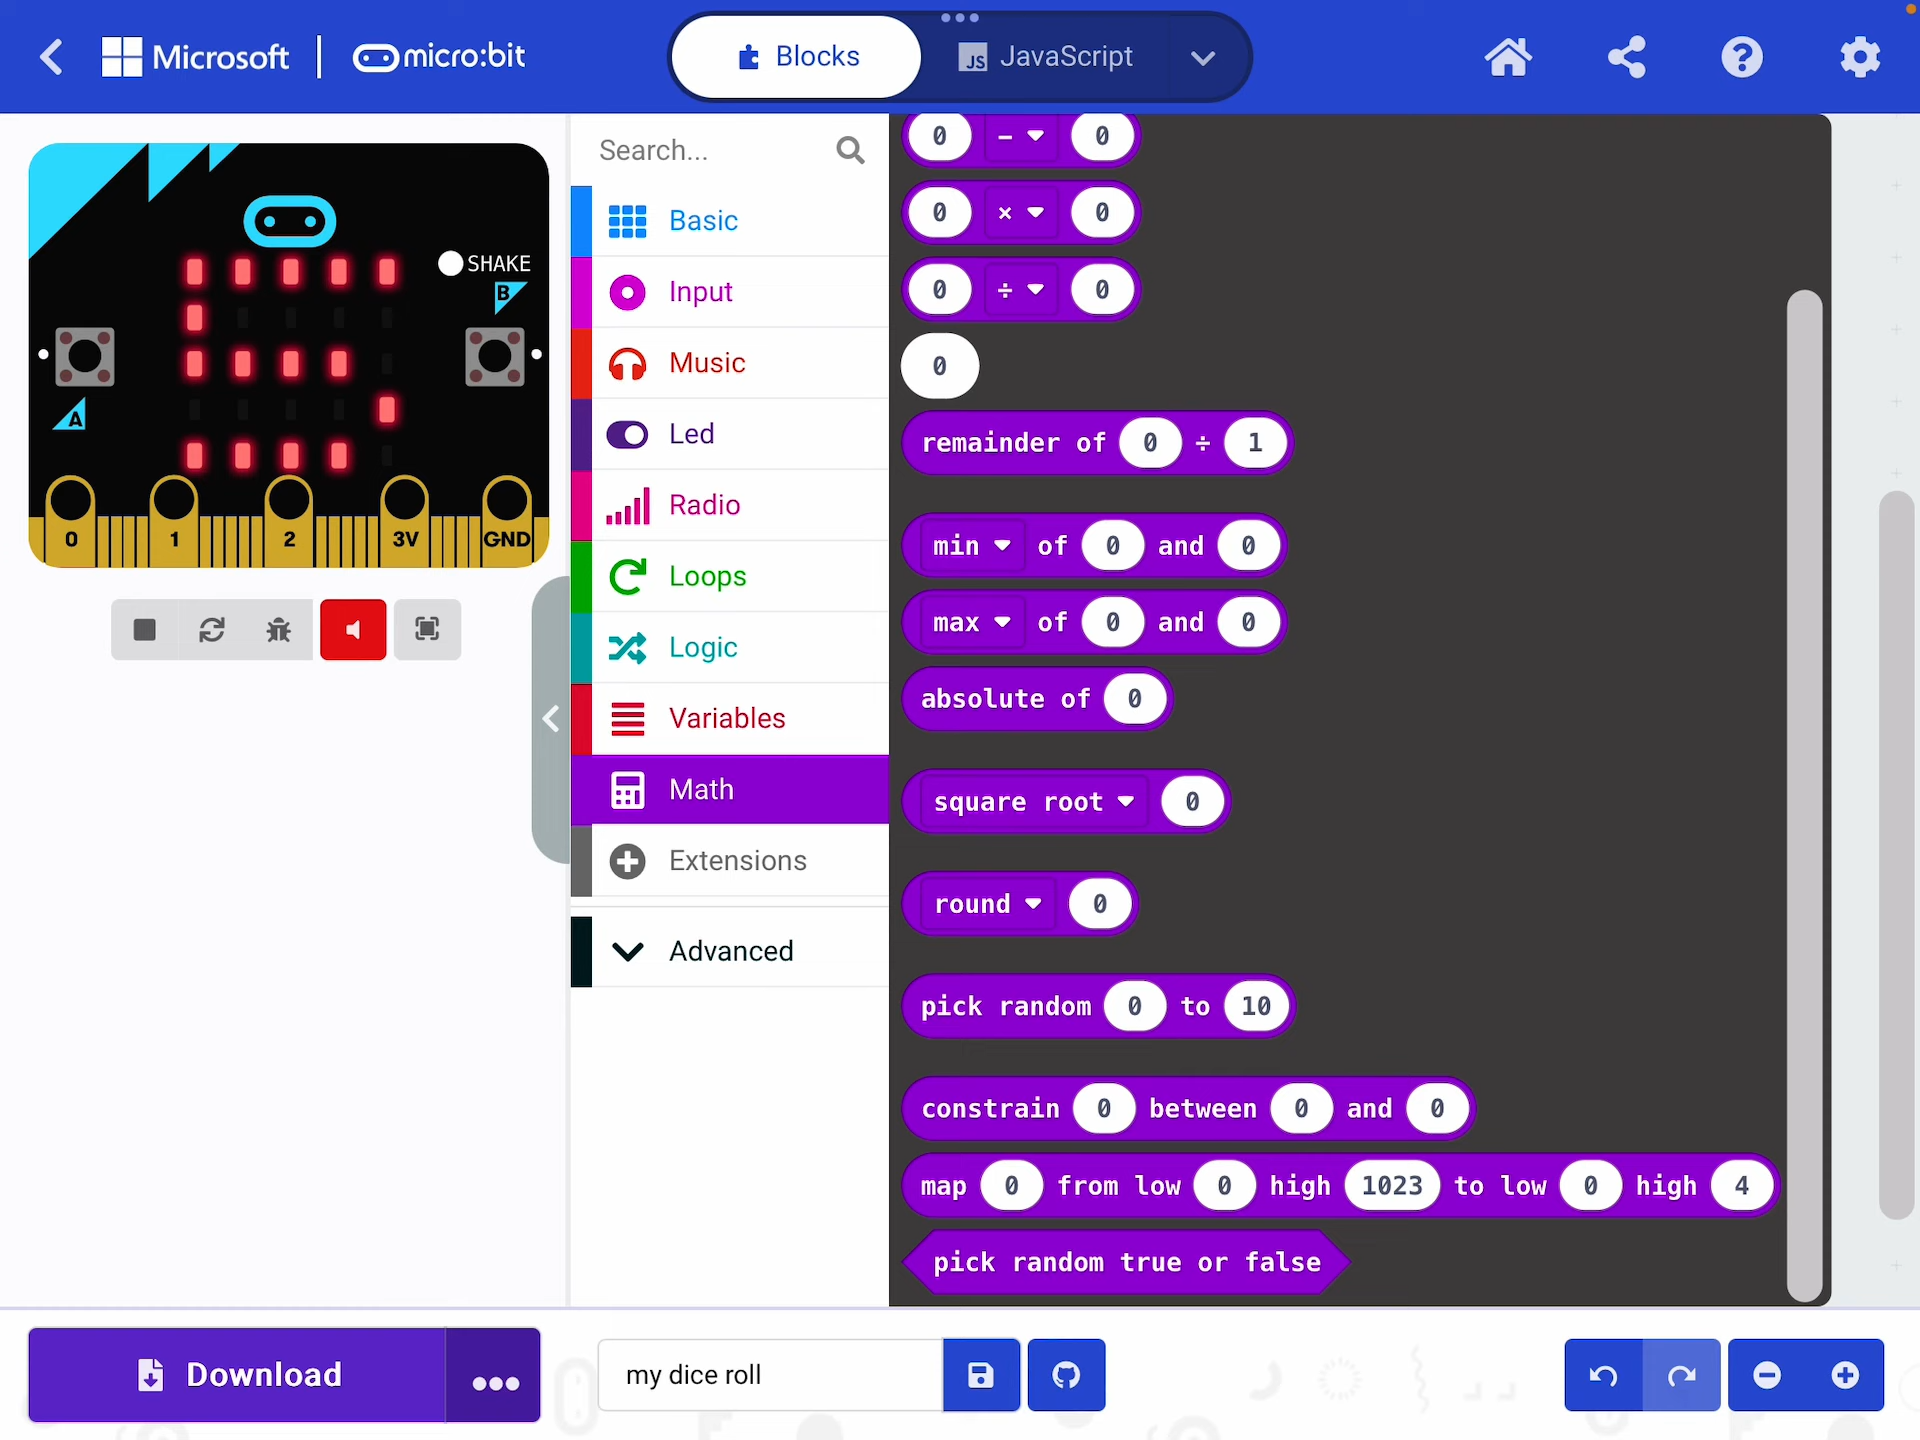 Microsoft | micro:bit
Blocks
JS JavaScript
SHAKE
B
A
0 1 2 3V GND
Search...
Basic
Input
Music
Led
Radio
Loops
Logic
Variables
Math
Extensions
Advanced
0 - 0
0 × 0
0 ÷ 0
0
remainder of 0 ÷ 1
min of 0 and 0
max of 0 and 0
absolute of 0
square root 0
round 0
pick random 0 to 10
constrain 0 between 0 and 0
map 0 from low 0 high 1023 to low 0 high 4
pick random true or false
Download
my dice roll